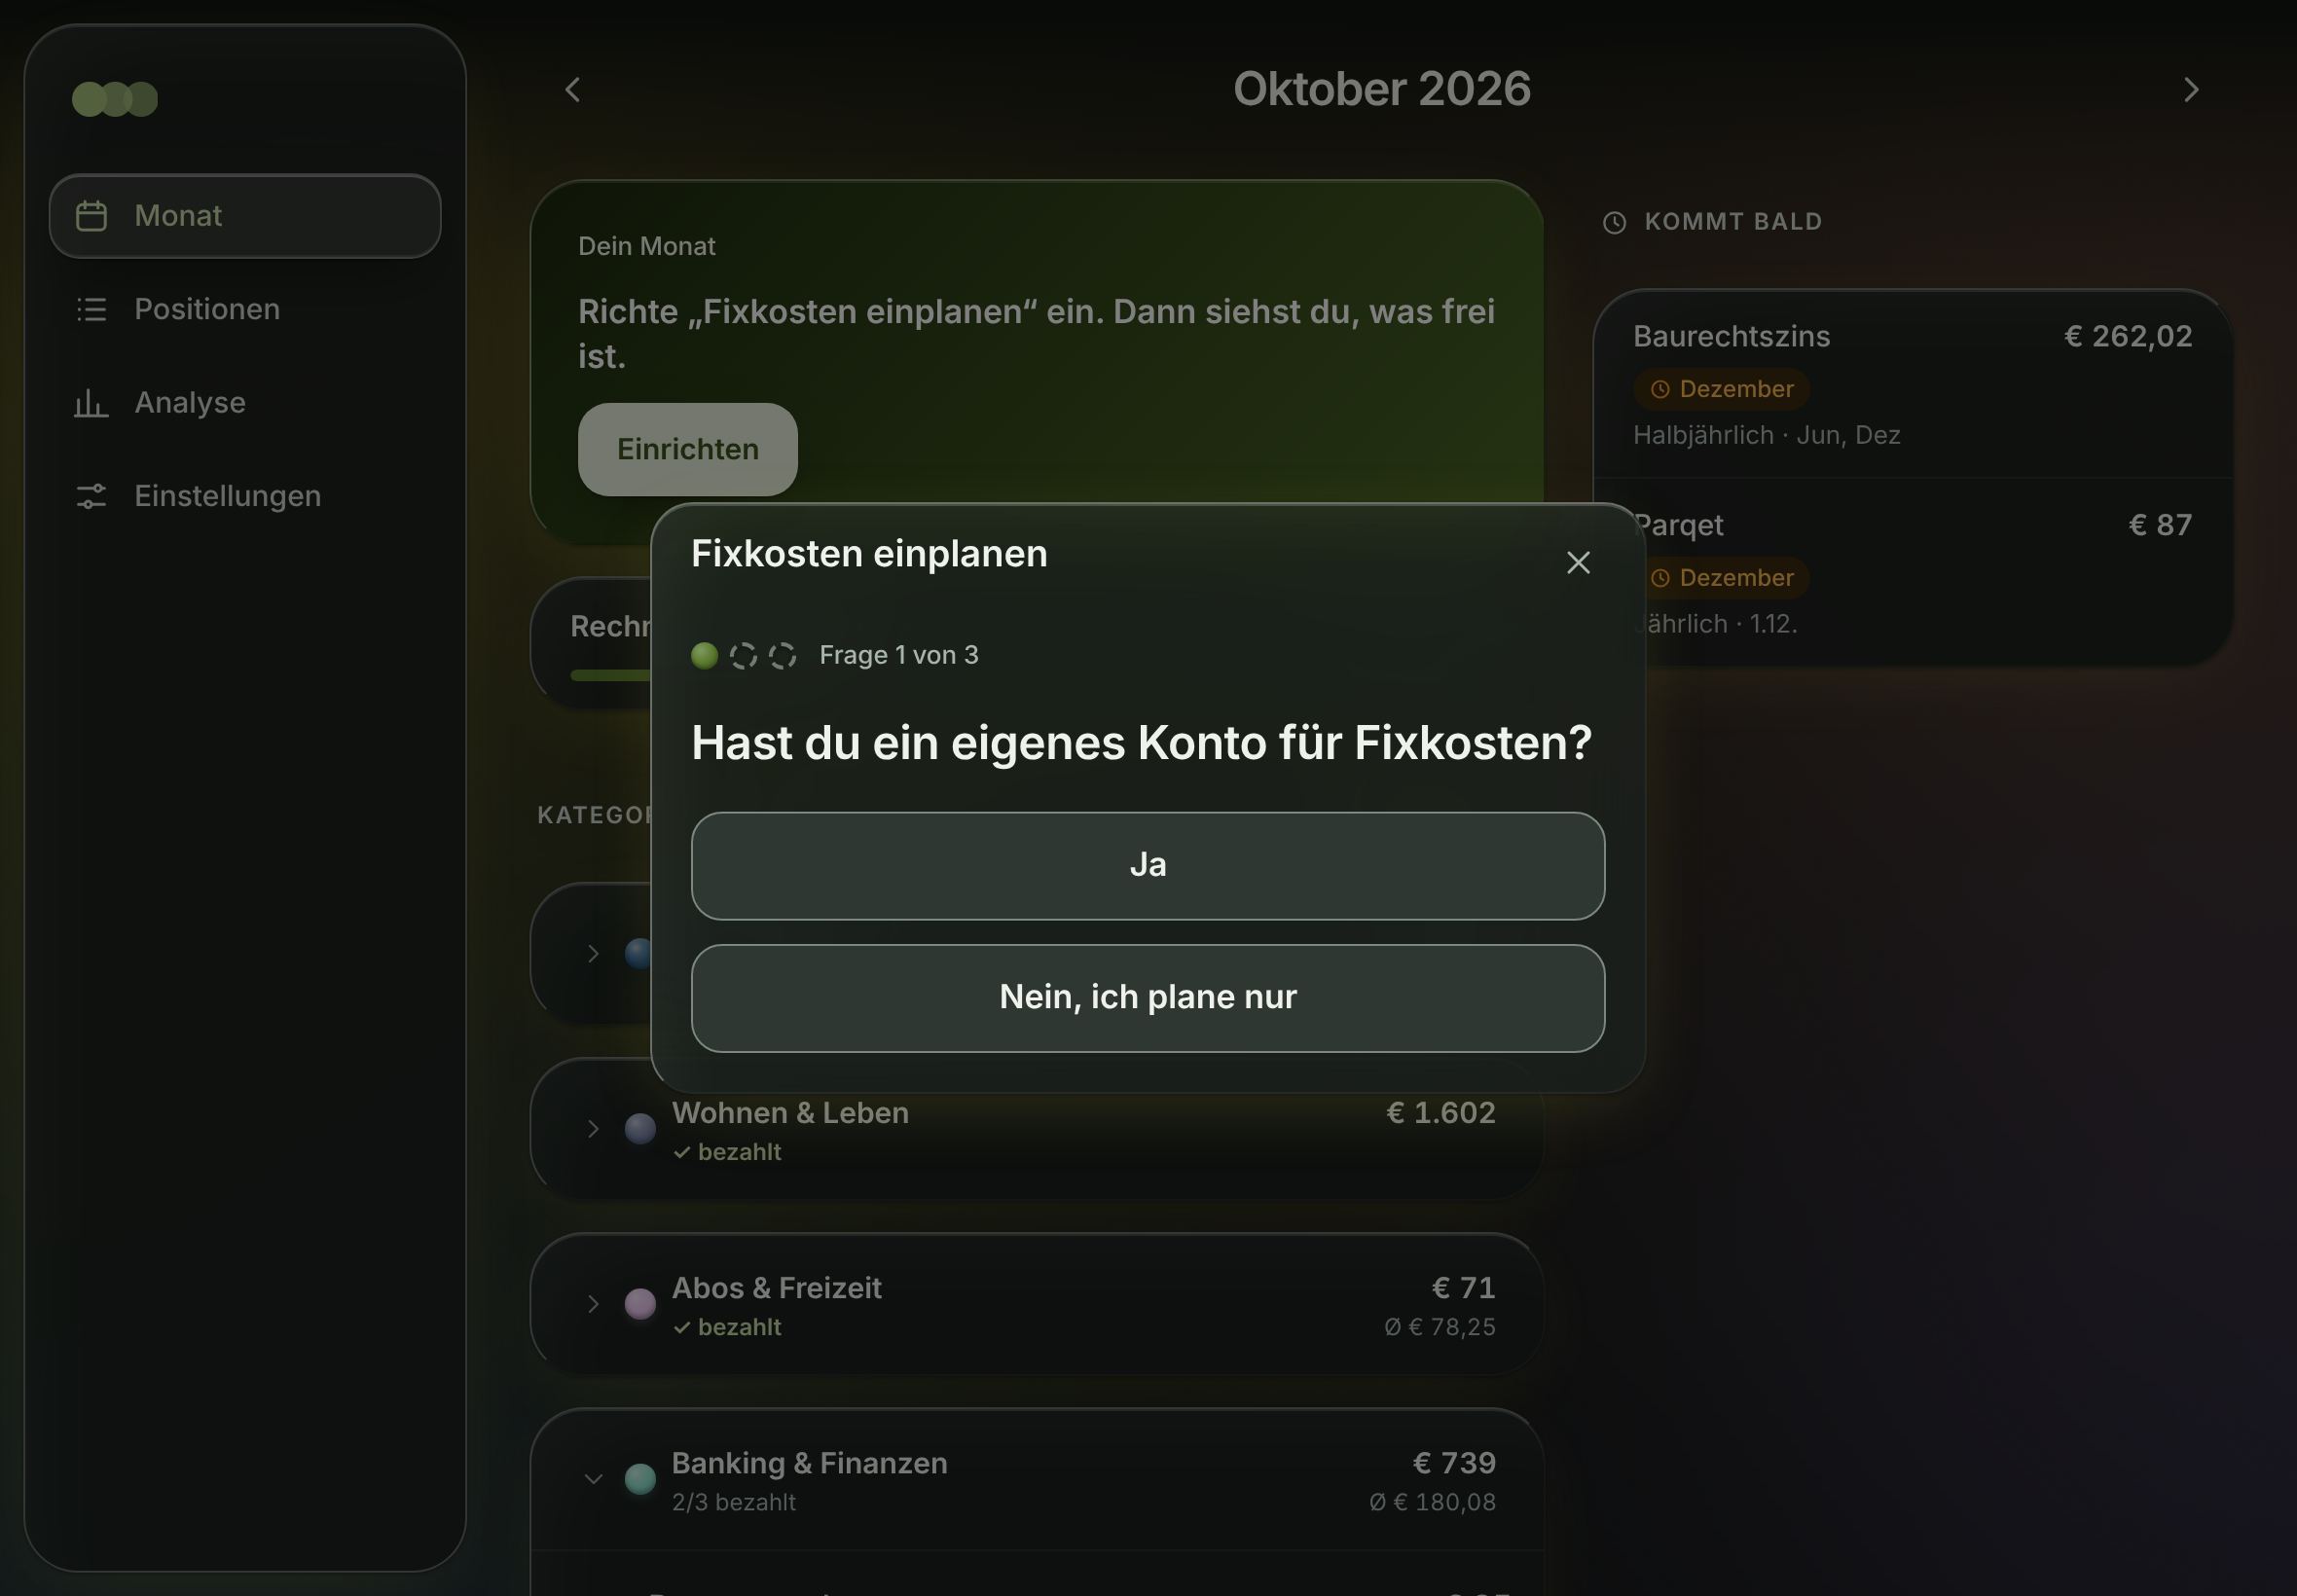 Monat
Positionen
Analyse
Einstellungen
Oktober 2026
Dein Monat
Richte „Fixkosten einplanen“ ein. Dann siehst du, was frei
ist.
Einrichten
KOMMT BALD
Baurechtszins € 262,02
Dezember
Halbjährlich · Jun, Dez
Parqet € 87
Dezember
Jährlich · 1.12.
Fixkosten einplanen
Frage 1 von 3
Hast du ein eigenes Konto für Fixkosten?
Ja
Nein, ich plane nur
Wohnen & Leben € 1.602
bezahlt
Abos & Freizeit € 71
bezahlt Ø € 78,25
Banking & Finanzen € 739
2/3 bezahlt Ø € 180,08